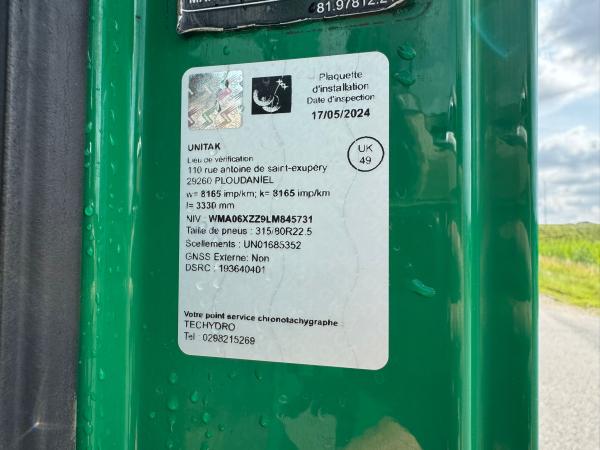 81.97812.2
Plaquette
d'installation
Date d'inspection
17/05/2024
UNITAK
Lieu de vérification
110 rue antoine de saint-exupéry
29260 PLOUDANIEL
UK
49
w= 8165 imp/km; k= 8165 imp/km
l= 3330 mm
NIV : WMA06XZZ9LM845731
Taille de pneus : 315/80R22.5
Scellements : UN01685352
GNSS Externe: Non
DSRC : 193640401
Votre point service chronotachygraphe
TECHYDRO
Tel : 0298215269